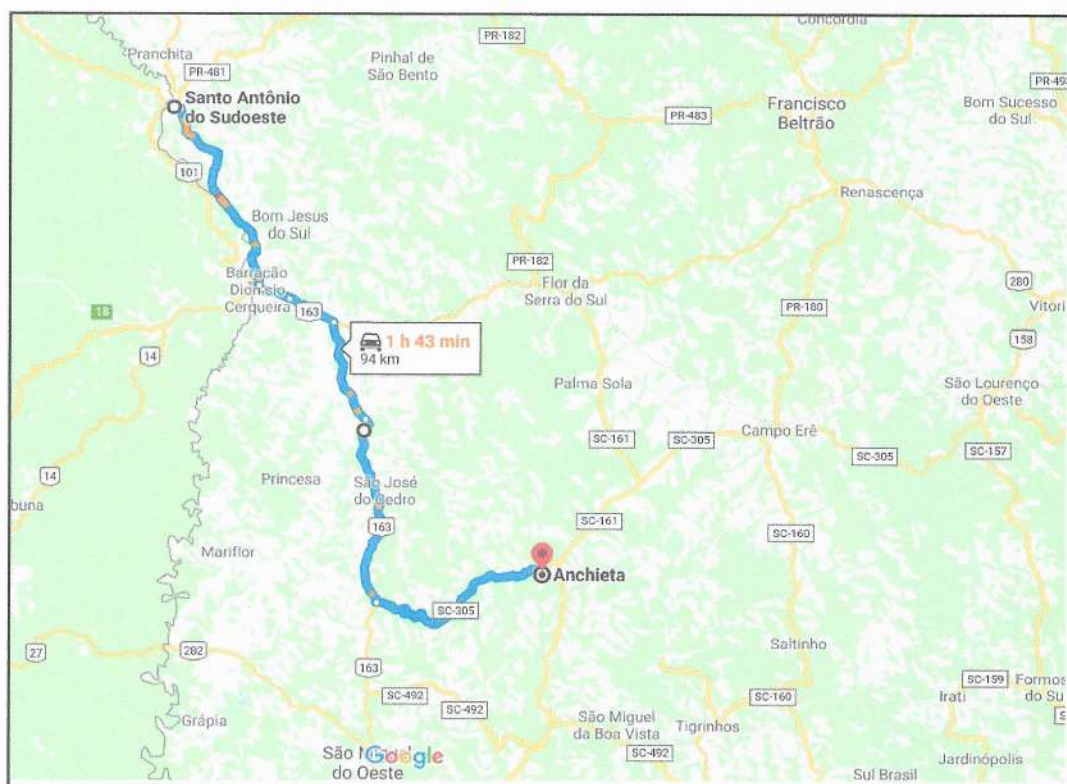 Concórdia
Pranchita
PR-182
Pinhal de
São Bento
PR-481
PR-493
Santo Antônio
do Sudoeste
Francisco
Beltrão
Bom Sucesso
do Sul
PR-483
101
Renascença
Bom Jesus
do Sul
PR-182
Barracão
Dionísio
Cerqueira
Flor da
Serra do Sul
280
18
163
PR-180
Vitori
1 h 43 min
94 km
14
158
Palma Sola
São Lourenço
do Oeste
SC-161
SC-305
Campo Erê
SC-305
SC-157
14
Princesa
São José
do Cedro
buna
163
SC-161
Mariflor
SC-160
Anchieta
SC-305
Saltinho
27
282
163
SC-159
Formos
do Su
SC-492
SC-160
Irati
SC-492
Grápia
São Miguel
da Boa Vista
Tigrinhos
S
Google
do Oeste
SC-492
Jardinópolis
Sul Brasil